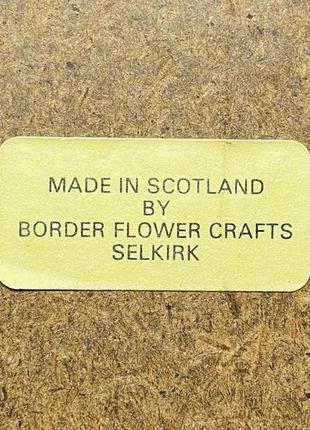 MADE IN SCOTLAND
BY
BORDER FLOWER CRAFTS
SELKIRK